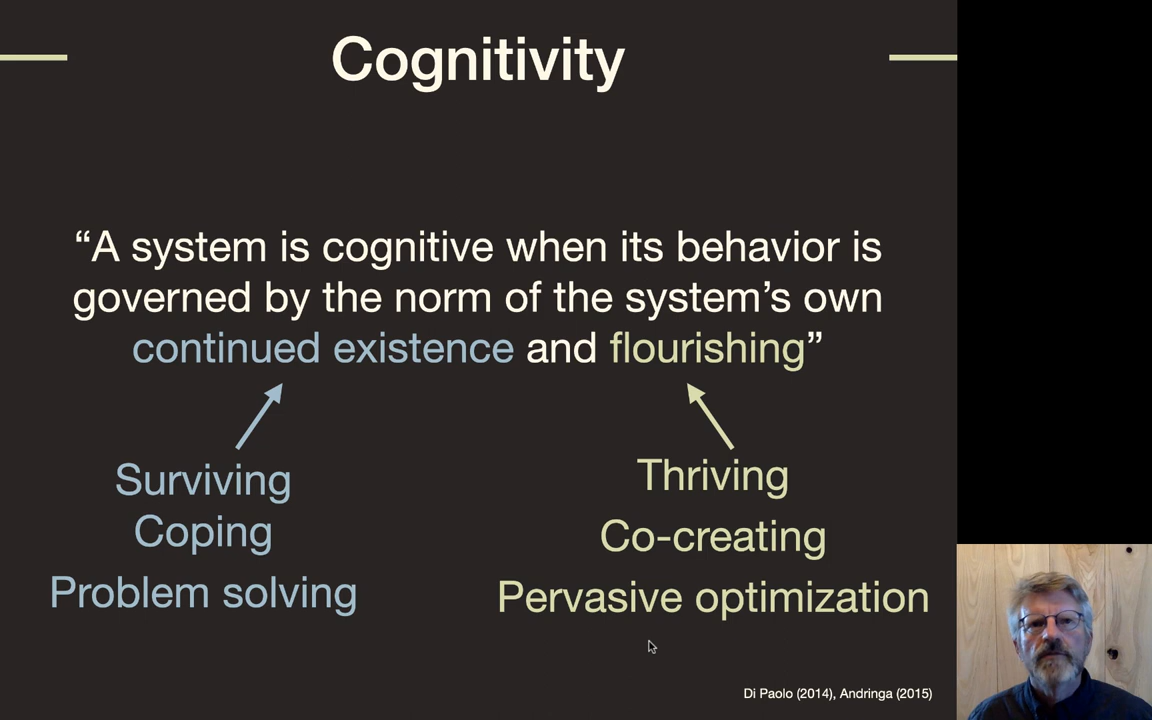 Cognitivity
“A system is cognitive when its behavior is
governed by the norm of the system’s own
continued existence and flourishing”
Surviving
Coping
Problem solving
Thriving
Co-creating
Pervasive optimization
Di Paolo (2014), Andringa (2015)